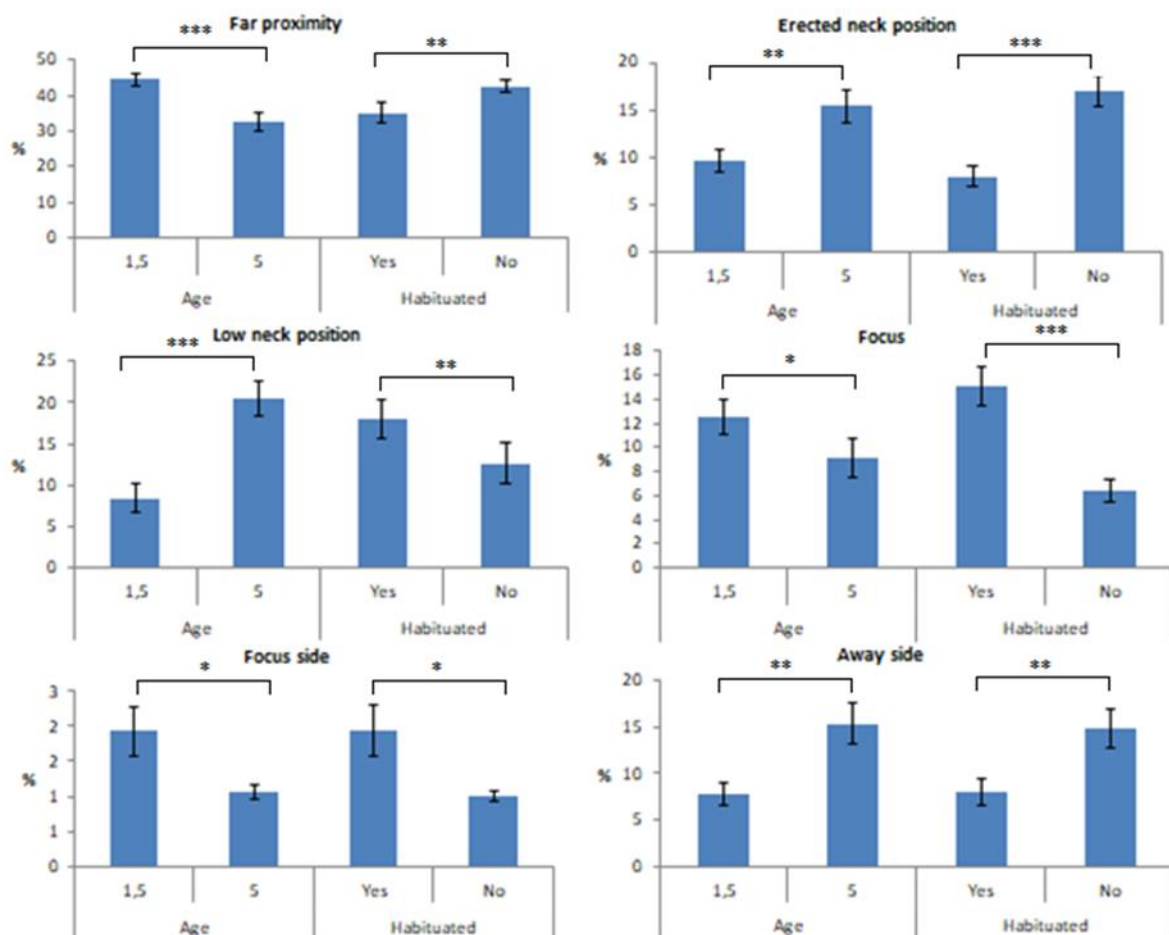 Far proximity
***
**
50
40
30
20
10
0
%
1,5
5
Yes
No
Age
Habituated
Erected neck position
**
***
20
15
10
5
0
%
1,5
5
Yes
No
Age
Habituated
Low neck position
***
**
25
20
15
10
5
0
%
1,5
5
Yes
No
Age
Habituated
Focus
*
***
18
16
14
12
10
8
6
4
2
0
%
1,5
5
Yes
No
Age
Habituated
Focus side
*
*
3
2
2
1
1
0
%
1,5
5
Yes
No
Age
Habituated
Away side
**
**
20
15
10
5
0
%
1,5
5
Yes
No
Age
Habituated